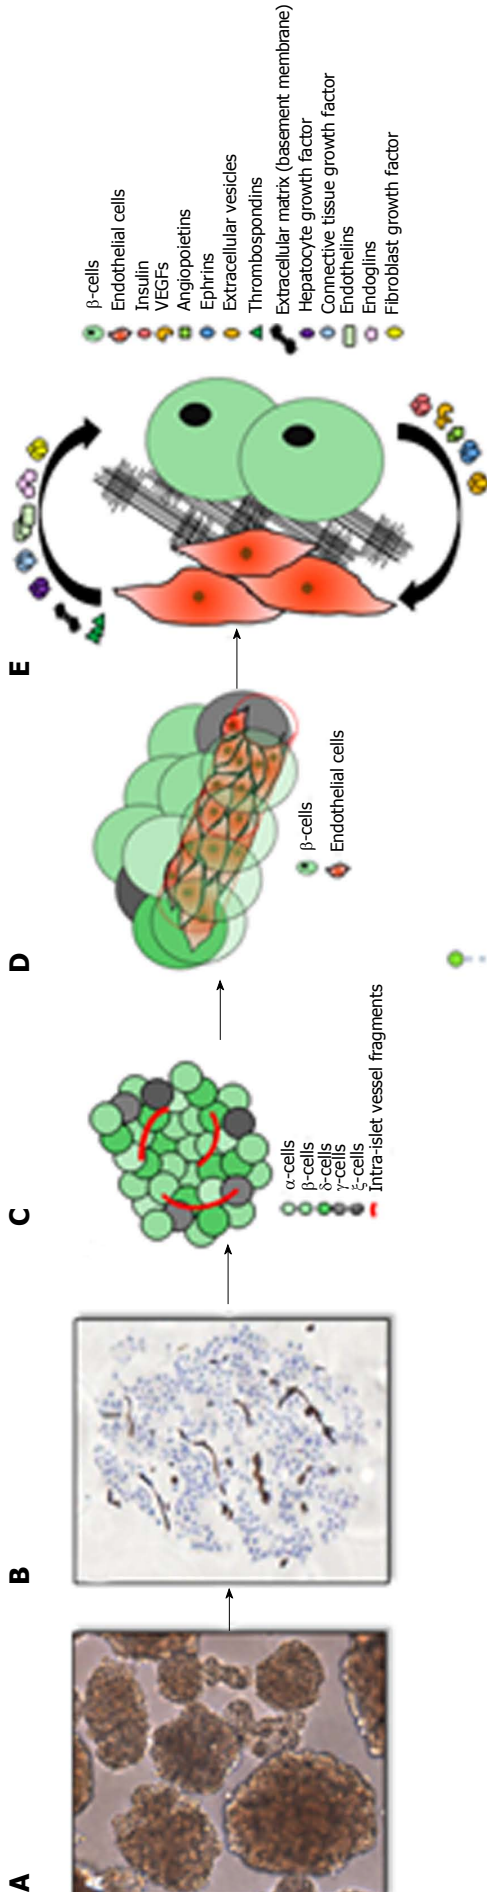 A
B
C
α-cells
β-cells
δ-cells
γ-cells
ξ-cells
Intra-islet vessel fragments
D
β-cells
Endothelial cells
E
β-cells
Endothelial cells
Insulin
VEGFs
Angiopoietins
Ephrins
Extracellular vesicles
Thrombospondins
Extracellular matrix (basement membrane)
Hepatocyte growth factor
Connective tissue growth factor
Endothelins
Endoglins
Fibroblast growth factor